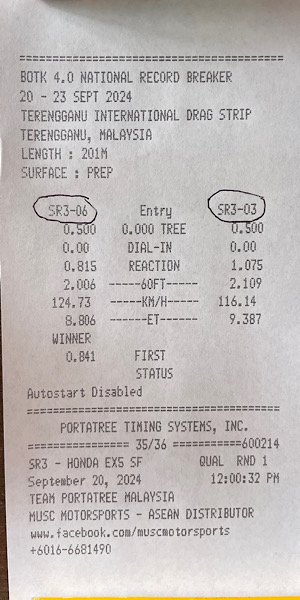 BOTK 4.0 NATIONAL RECORD BREAKER
20 - 23 SEPT 2024
TERENGGANU INTERNATIONAL DRAG STRIP
TERENGGANU, MALAYSIA
LENGTH : 201M
SURFACE : PREP
SR3-06 Entry SR3-03
0.500 0.000 TREE 0.500
0.00 DIAL-IN 0.00
0.815 REACTION 1.075
2.006 -----60FT----- 2.109
124.73 -----KM/H----- 116.14
8.806 ------ET------ 9.387
WINNER
0.841 FIRST
STATUS
Autostart Disabled
PORTATREE TIMING SYSTEMS, INC.
=============== 35/36 ===========600214
SR3 - HONDA EX5 SF QUAL RND 1
September 20, 2024 12:00:32 PM
TEAM PORTATREE MALAYSIA
MUSC MOTORSPORTS - ASEAN DISTRIBUTOR
www.facebook.com/muscmotorsports
+6016-6681490